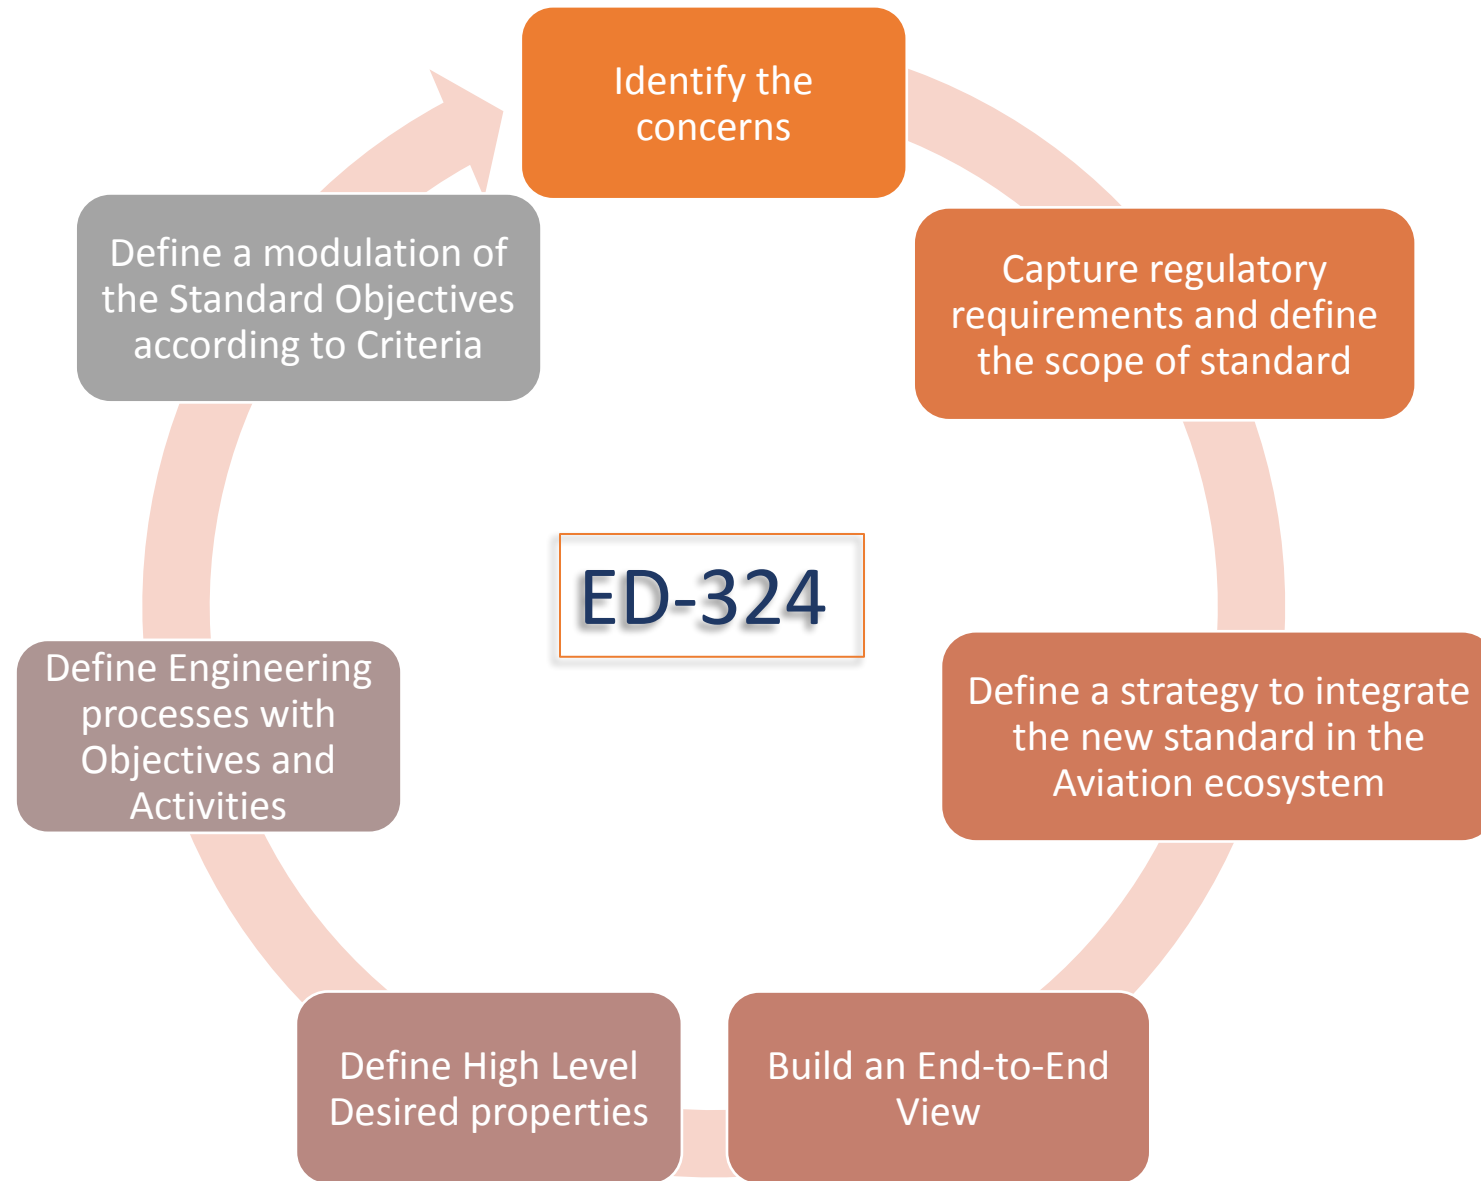 Identify the
concerns
Capture regulatory
requirements and define
the scope of standard
Define a strategy to integrate
the new standard in the
Aviation ecosystem
Build an End-to-End
View
Define High Level
Desired properties
Define Engineering
processes with
Objectives and
Activities
Define a modulation of
the Standard Objectives
according to Criteria
ED-324